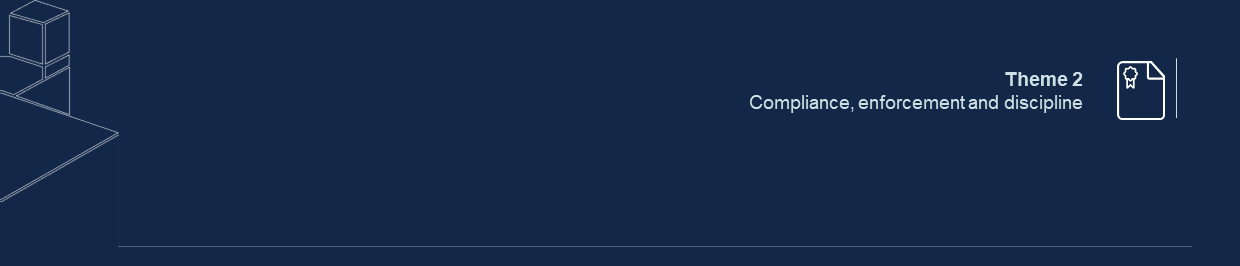 Theme 2
Compliance, enforcement and discipline